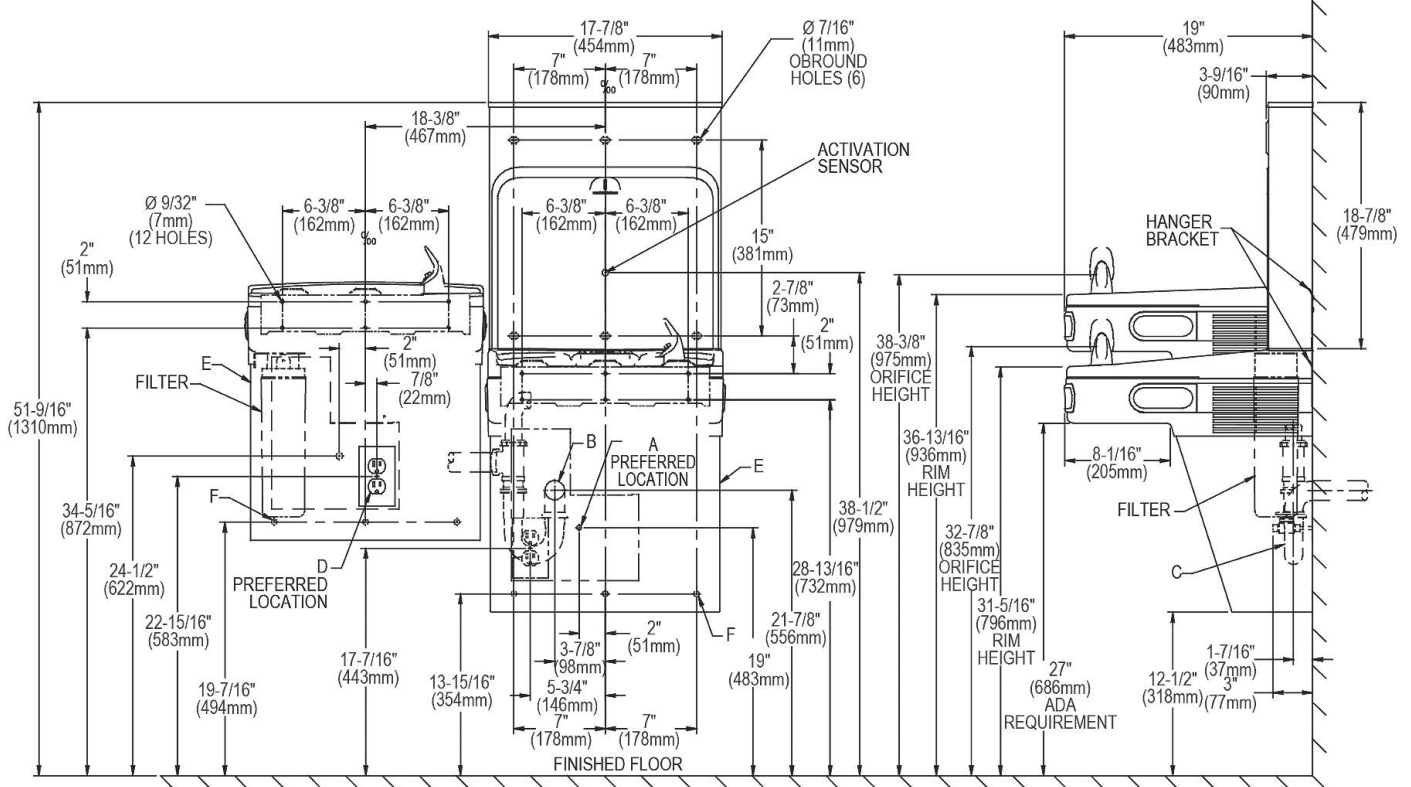 17-7/8"
(454mm)
7"
(178mm)
7"
(178mm)
Ø 7/16"
(11mm)
OBROUND
HOLES (6)
19"
(483mm)
3-9/16"
(90mm)
18-3/8"
(467mm)
ACTIVATION
SENSOR
Ø 9/32"
(7mm)
(12 HOLES)
6-3/8"
(162mm)
6-3/8"
(162mm)
6-3/8"
(162mm)
6-3/8"
(162mm)
15"
(381mm)
HANGER
BRACKET
18-7/8"
(479mm)
2"
(51mm)
2-7/8"
(73mm)
2"
(51mm)
2"
(51mm)
7/8"
(22mm)
E
FILTER
38-3/8"
(975mm)
ORIFICE
HEIGHT
51-9/16"
(1310mm)
B
A
PREFERRED
LOCATION
E
36-13/16"
(936mm)
RIM
HEIGHT
8-1/16"
(205mm)
F
34-5/16"
(872mm)
38-1/2"
(979mm)
FILTER
32-7/8"
(835mm)
ORIFICE
HEIGHT
24-1/2"
(622mm)
D
PREFERRED
LOCATION
28-13/16"
(732mm)
C
31-5/16"
(796mm)
RIM
HEIGHT
22-15/16"
(583mm)
21-7/8"
(556mm)
F
2"
(51mm)
3-7/8"
(98mm)
17-7/16"
(443mm)
19"
(483mm)
1-7/16"
(37mm)
27"
(686mm)
ADA
REQUIREMENT
12-1/2"
(318mm)
3"
(77mm)
19-7/16"
(494mm)
13-15/16"
(354mm)
5-3/4"
(146mm)
7"
(178mm)
7"
(178mm)
FINISHED FLOOR